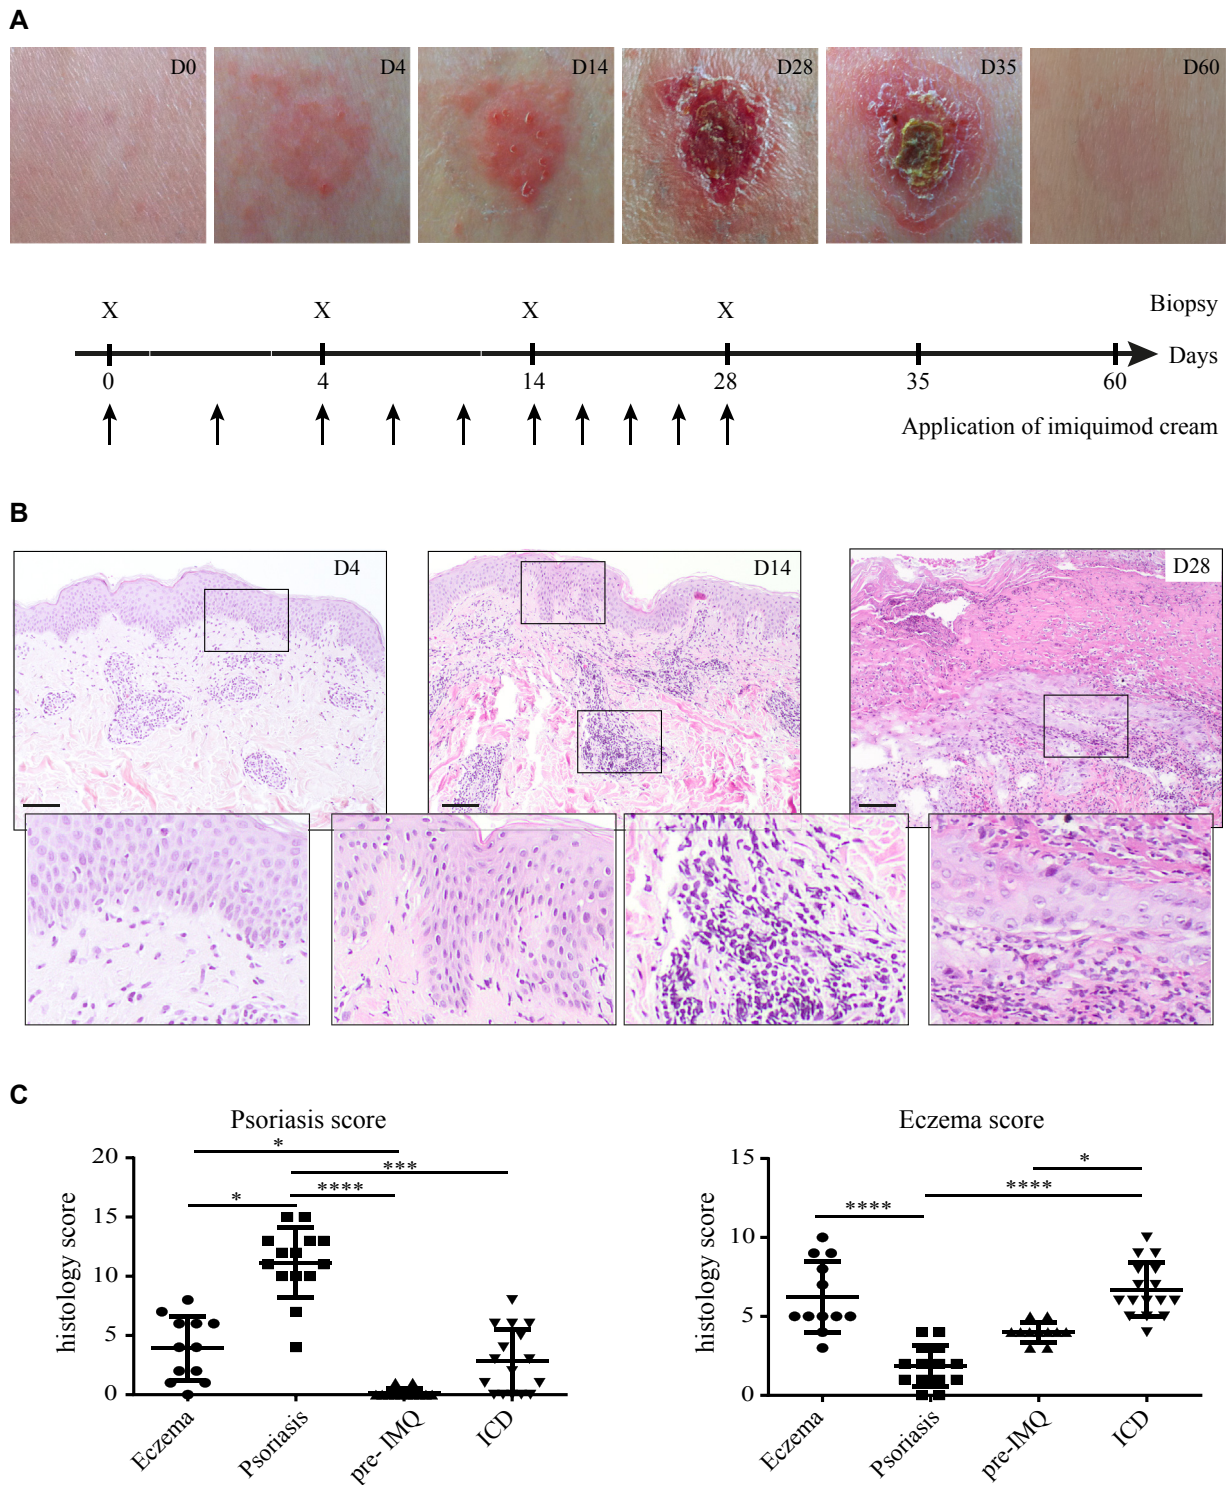 A
D0 D4 D14 D28 D35 D60
X X X X Biopsy
Days
0 4 14 28 35 60
Application of imiquimod cream
B
D4 D14 D28
C
Psoriasis score
*
***
****
*
20
15
10
5
0
histology score
Eczema Psoriasis pre- IMQ ICD
Eczema score
*
****
****
15
10
5
0
histology score
Eczema Psoriasis pre-IMQ ICD